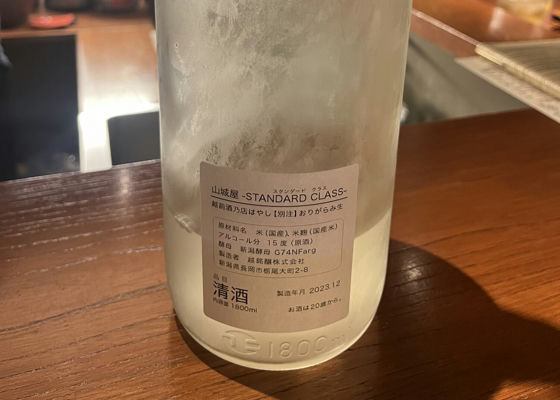 スタンダード クラス
山城屋 -STANDARD CLASS-
越前酒乃店はやし【別注】おりがらみ生
原材料名 米(国産)、米麹(国産米)
アルコール分 15度(原酒)
酵母 新潟酵母 G74NFarg
製造者 越銘醸株式会社
新潟県長岡市栃尾大町2-8
品目
清酒
内容量 1800ml
製造年月 2023.12
お酒は20歳から。
1800ml